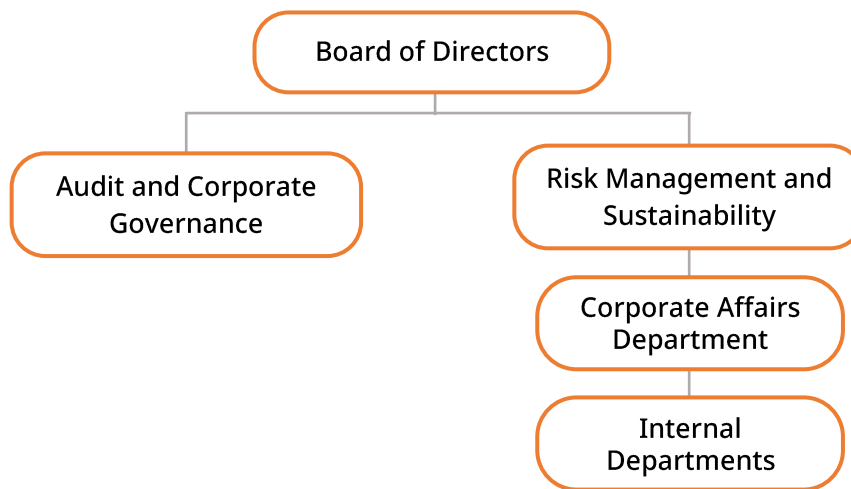 Board of Directors
Audit and Corporate
Governance
Risk Management and
Sustainability
Corporate Affairs
Department
Internal
Departments